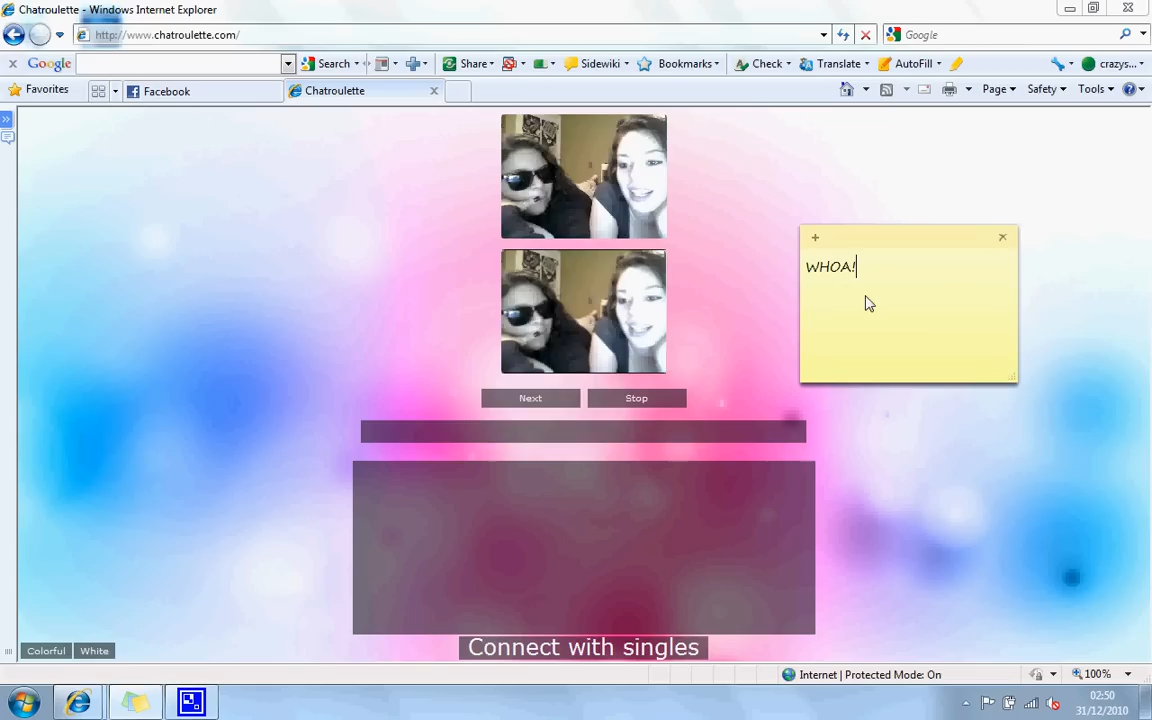 Chatroulette - Windows Internet Explorer
http://www.chatroulette.com/
Google
Google
Search
Share
Sidewiki
Bookmarks
Check
Translate
AutoFill
crazys...
Favorites
Facebook
Chatroulette
Page
Safety
Tools
WHOA!
Next
Stop
Connect with singles
Colorful
White
Internet | Protected Mode: On
100%
02:50
31/12/2010